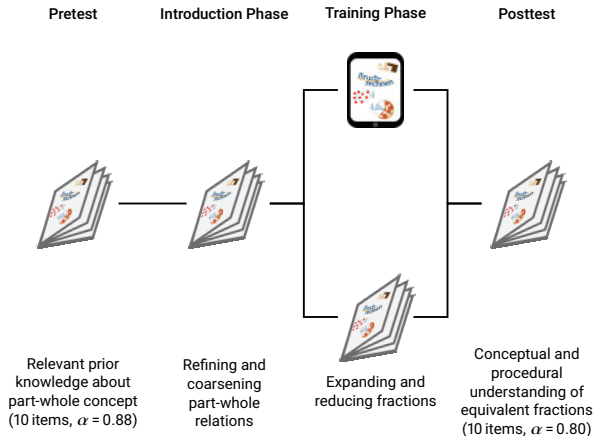 Pretest
Introduction Phase
Training Phase
Posttest
Bruch-
rechnen
Relevant prior
knowledge about
part-whole concept
(10 items, α = 0.88)
Refining and
coarsening
part-whole
relations
Expanding and
reducing fractions
Conceptual and
procedural
understanding of
equivalent fractions
(10 items, α = 0.80)